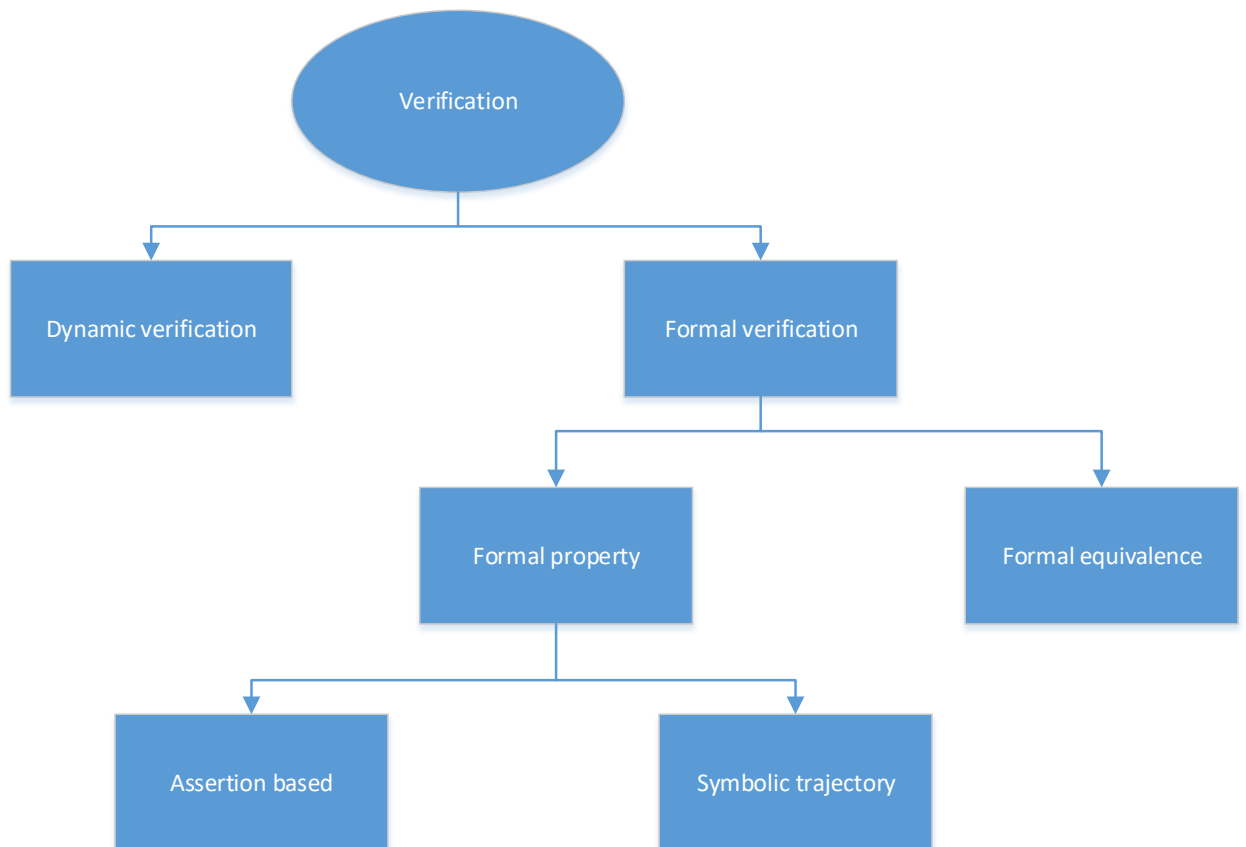 Verification
Dynamic verification
Formal verification
Formal property
Formal equivalence
Assertion based
Symbolic trajectory